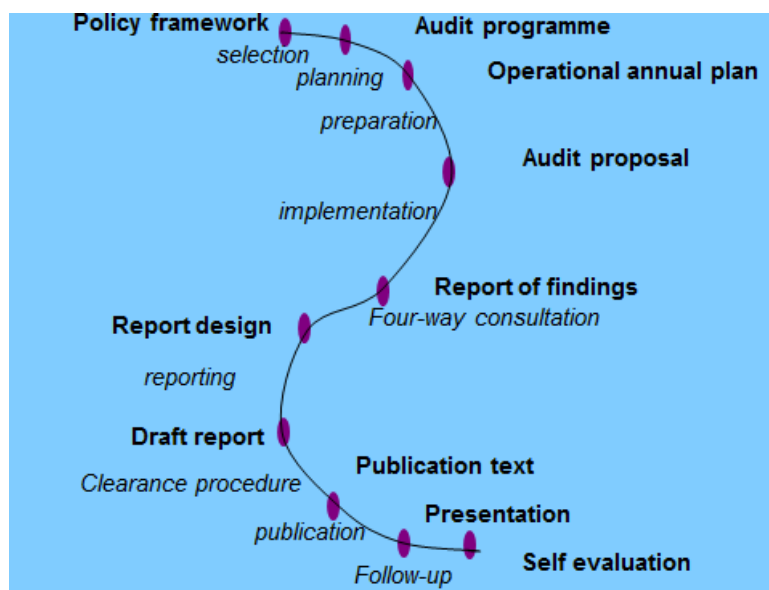 Policy framework
Audit programme
selection
planning
Operational annual plan
preparation
Audit proposal
implementation
Report of findings
Four-way consultation
Report design
reporting
Draft report
Publication text
Clearance procedure
Presentation
publication
Self evaluation
Follow-up